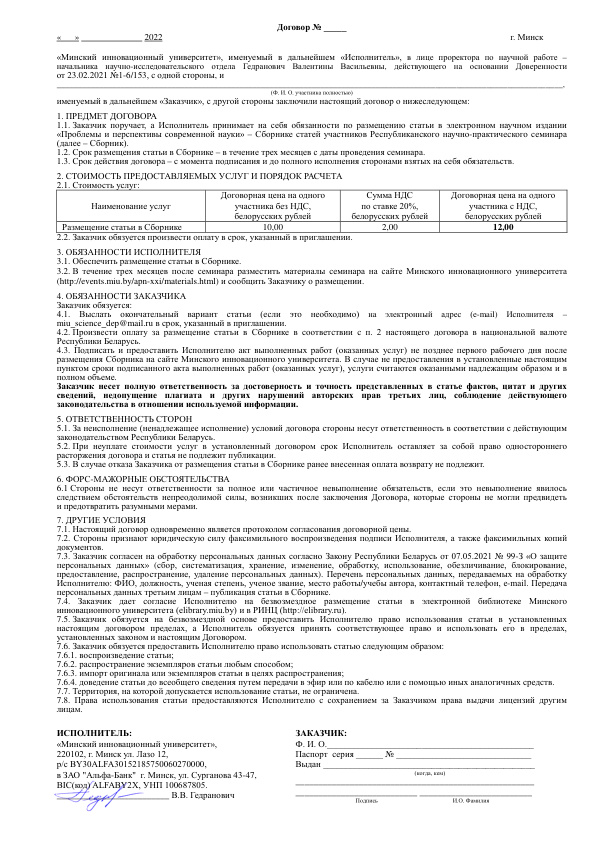 Договор № _____
«___» ______________ 2022 г. Минск
«Минский инновационный университет», именуемый в дальнейшем «Исполнитель», в лице проректора по научной работе –
начальника научно-исследовательского отдела Гедранович Валентины Васильевны, действующего на основании Доверенности
от 23.02.2021 №1-6/153, с одной стороны, и
,
(Ф. И. О. участника полностью)
именуемый в дальнейшем «Заказчик», с другой стороны заключили настоящий договор о нижеследующем:
1. ПРЕДМЕТ ДОГОВОРА
1.1. Заказчик поручает, а Исполнитель принимает на себя обязанности по размещению статьи в электронном научном издании
«Проблемы и перспективы современной науки» – Сборнике статей участников Республиканского научно-практического семинара
(далее – Сборник).
1.2. Срок размещения статьи в Сборнике – в течение трех месяцев с даты проведения семинара.
1.3. Срок действия договора – с момента подписания и до полного исполнения сторонами взятых на себя обязательств.
2. СТОИМОСТЬ ПРЕДОСТАВЛЯЕМЫХ УСЛУГ И ПОРЯДОК РАСЧЕТА
2.1. Стоимость услуг:
Наименование услуг
Договорная цена на одного
участника без НДС,
белорусских рублей
Сумма НДС
по ставке 20%,
белорусских рублей
Договорная цена на одного
участника с НДС,
белорусских рублей
Размещение статьи в Сборнике 10,00 2,00 12,00
2.2. Заказчик обязуется произвести оплату в срок, указанный в приглашении.
3. ОБЯЗАННОСТИ ИСПОЛНИТЕЛЯ
3.1. Обеспечить размещение статьи в Сборнике.
3.2. В течение трех месяцев после семинара разместить материалы семинара на сайте Минского инновационного университета
(http://events.miu.by/apn-xxi/materials.html) и сообщить Заказчику о размещении.
4. ОБЯЗАННОСТИ ЗАКАЗЧИКА
Заказчик обязуется:
4.1. Выслать окончательный вариант статьи (если это необходимо) на электронный адрес (e-mail) Исполнителя –
miu_science_dep@mail.ru в срок, указанный в приглашении.
4.2. Произвести оплату за размещение статьи в Сборнике в соответствии с п. 2 настоящего договора в национальной валюте
Республики Беларусь.
4.3. Подписать и предоставить Исполнителю акт выполненных работ (оказанных услуг) не позднее первого рабочего дня после
размещения Сборника на сайте Минского инновационного университета. В случае не предоставления в установленные настоящим
пунктом сроки подписанного акта выполненных работ (оказанных услуг), услуги считаются оказанными надлежащим образом и в
полном объеме.
Заказчик несет полную ответственность за достоверность и точность представленных в статье фактов, цитат и других
сведений, недопущение плагиата и других нарушений авторских прав третьих лиц, соблюдение действующего
законодательства в отношении используемой информации.
5. ОТВЕТСТВЕННОСТЬ СТОРОН
5.1. За неисполнение (ненадлежащее исполнение) условий договора стороны несут ответственность в соответствии с действующим
законодательством Республики Беларусь.
5.2. При неуплате стоимости услуг в установленный договором срок Исполнитель оставляет за собой право одностороннего
расторжения договора и статья не подлежит публикации.
5.3. В случае отказа Заказчика от размещения статьи в Сборнике ранее внесенная оплата возврату не подлежит.
6. ФОРС-МАЖОРНЫЕ ОБСТОЯТЕЛЬСТВА
6.1 Стороны не несут ответственности за полное или частичное невыполнение обязательств, если это невыполнение явилось
следствием обстоятельств непреодолимой силы, возникших после заключения Договора, которые стороны не могли предвидеть
и предотвратить разумными мерами.
7. ДРУГИЕ УСЛОВИЯ
7.1. Настоящий договор одновременно является протоколом согласования договорной цены.
7.2. Стороны признают юридическую силу факсимильного воспроизведения подписи Исполнителя, а также факсимильных копий
документов.
7.3. Заказчик согласен на обработку персональных данных согласно Закону Республики Беларусь от 07.05.2021 № 99-З «О защите
персональных данных» (сбор, систематизация, хранение, изменение, обработку, использование, обезличивание, блокирование,
предоставление, распространение, удаление персональных данных). Перечень персональных данных, передаваемых на обработку
Исполнителю: ФИО, должность, ученая степень, ученое звание, место работы/учебы автора, контактный телефон, e-mail. Передача
персональных данных третьим лицам – публикация статьи в Сборнике.
7.4. Заказчик дает согласие Исполнителю на безвозмездное размещение статьи в электронной библиотеке Минского
инновационного университета (elibrary.miu.by) и в РИНЦ (http://elibrary.ru).
7.5. Заказчик обязуется на безвозмездной основе предоставить Исполнителю право использования статьи в установленных
настоящим договором пределах, а Исполнитель обязуется принять соответствующее право и использовать его в пределах,
установленных законом и настоящим Договором.
7.6. Заказчик обязуется предоставить Исполнителю право использовать статью следующим образом:
7.6.1. воспроизведение статьи;
7.6.2. распространение экземпляров статьи любым способом;
7.6.3. импорт оригинала или экземпляров статьи в целях распространения;
7.6.4. доведение статьи до всеобщего сведения путем передачи в эфир или по кабелю или с помощью иных аналогичных средств.
7.7. Территория, на которой допускается использование статьи, не ограничена.
7.8. Права использования статьи предоставляются Исполнителю с сохранением за Заказчиком права выдачи лицензий другим
лицам.
ИСПОЛНИТЕЛЬ:
«Минский инновационный университет»,
220102, г. Минск ул. Лазо 12,
р/с BY30ALFA30152185750060270000,
в ЗАО "Альфа-Банк" г. Минск, ул. Сурганова 43-47,
BIC(код) ALFABY2X, УНП 100687805.
В.В. Гедранович
ЗАКАЗЧИК:
Ф. И. О.
Паспорт серия ______ №
Выдан
(когда, кем)
Подпись И.О. Фамилия